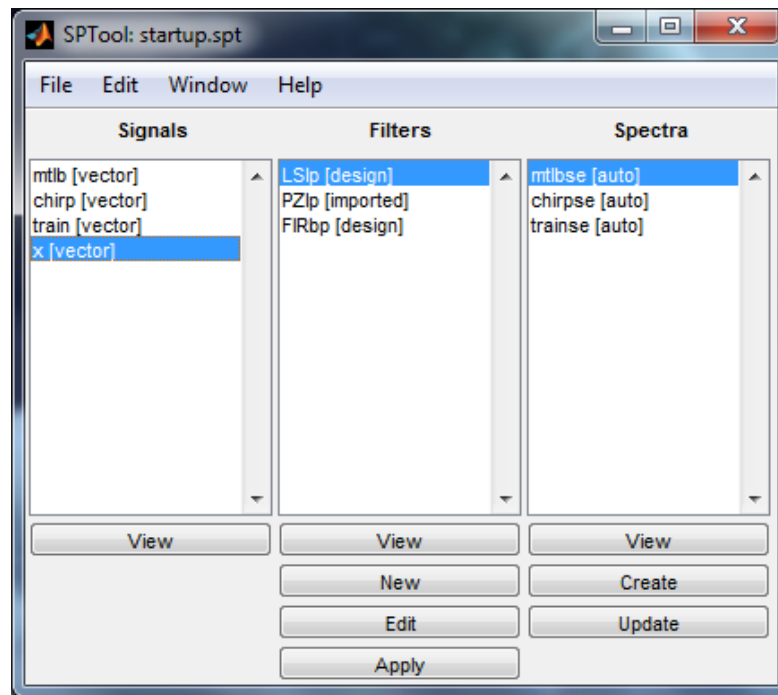 SPTool: startup.spt
File Edit Window Help
Signals Filters Spectra
mtlb [vector]
chirp [vector]
train [vector]
x [vector]
LSlp [design]
PZlp [imported]
FIRbp [design]
mtlbse [auto]
chirpse [auto]
trainse [auto]
View View View
New Create
Edit Update
Apply